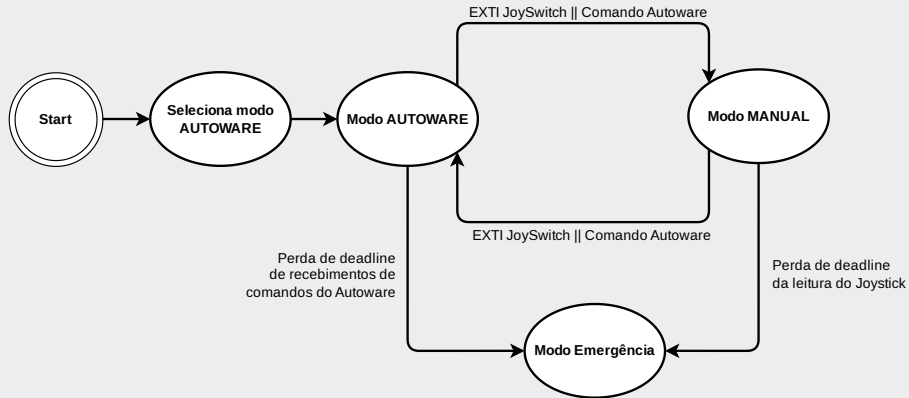 EXTI JoySwitch || Comando Autoware
Start
Seleciona modo
AUTOWARE
Modo AUTOWARE
Modo MANUAL
EXTI JoySwitch || Comando Autoware
Perda de deadline
de recebimentos de
comandos do Autoware
Perda de deadline
da leitura do Joystick
Modo Emergência